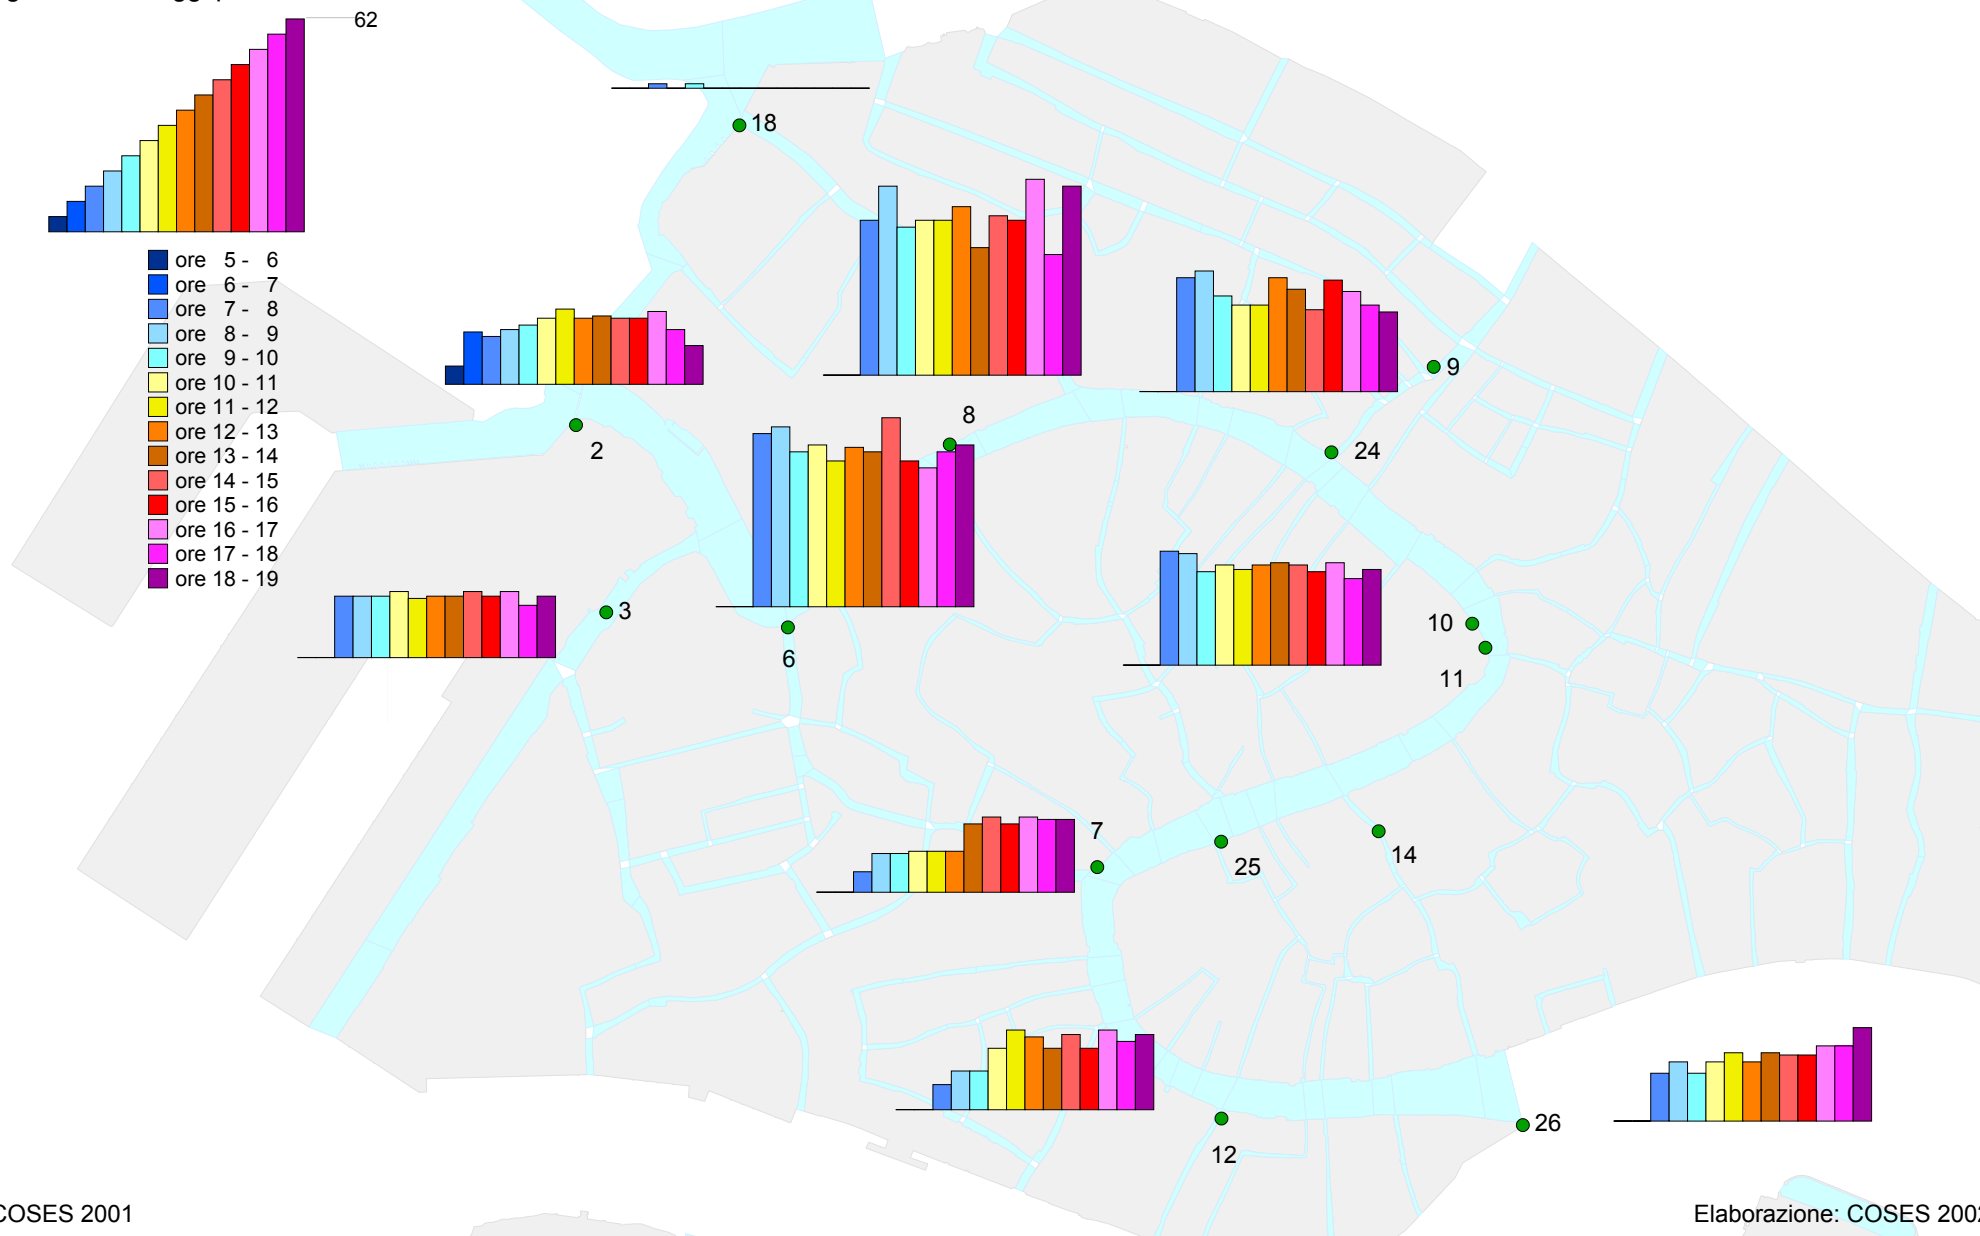 62
18
ore 5 - 6
ore 6 - 7
ore 7 - 8
ore 8 - 9
ore 9 - 10
ore 10 - 11
ore 11 - 12
ore 12 - 13
ore 13 - 14
ore 14 - 15
ore 15 - 16
ore 16 - 17
ore 17 - 18
ore 18 - 19
9
8
2
24
3
10
6
11
7
25
14
26
12
COSES 2001
Elaborazione: COSES 2002